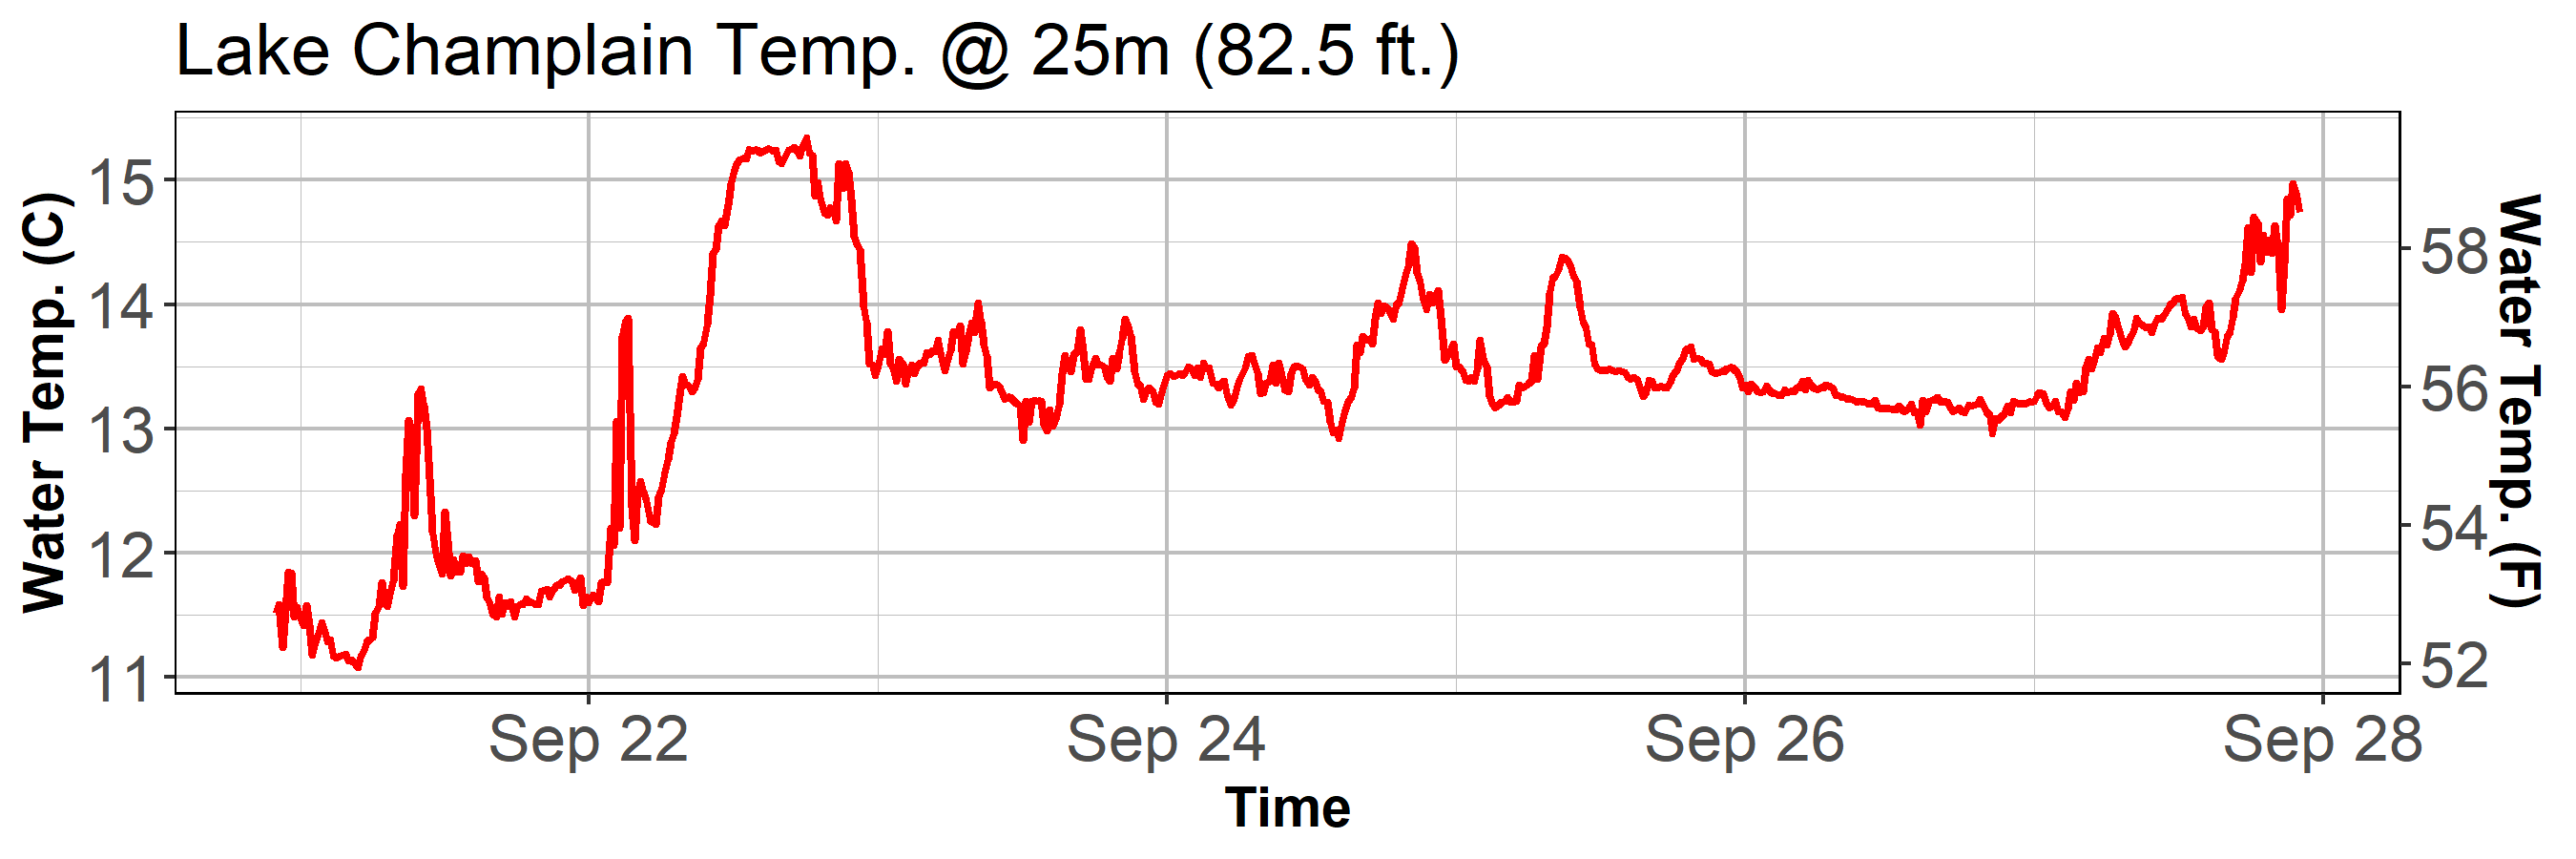 Lake Champlain Temp. @ 25m (82.5 ft.)
Water Temp. (C)
15
14
13
12
11
58
56
54
52
Water Temp. (F)
Sep 22
Sep 24
Sep 26
Sep 28
Time